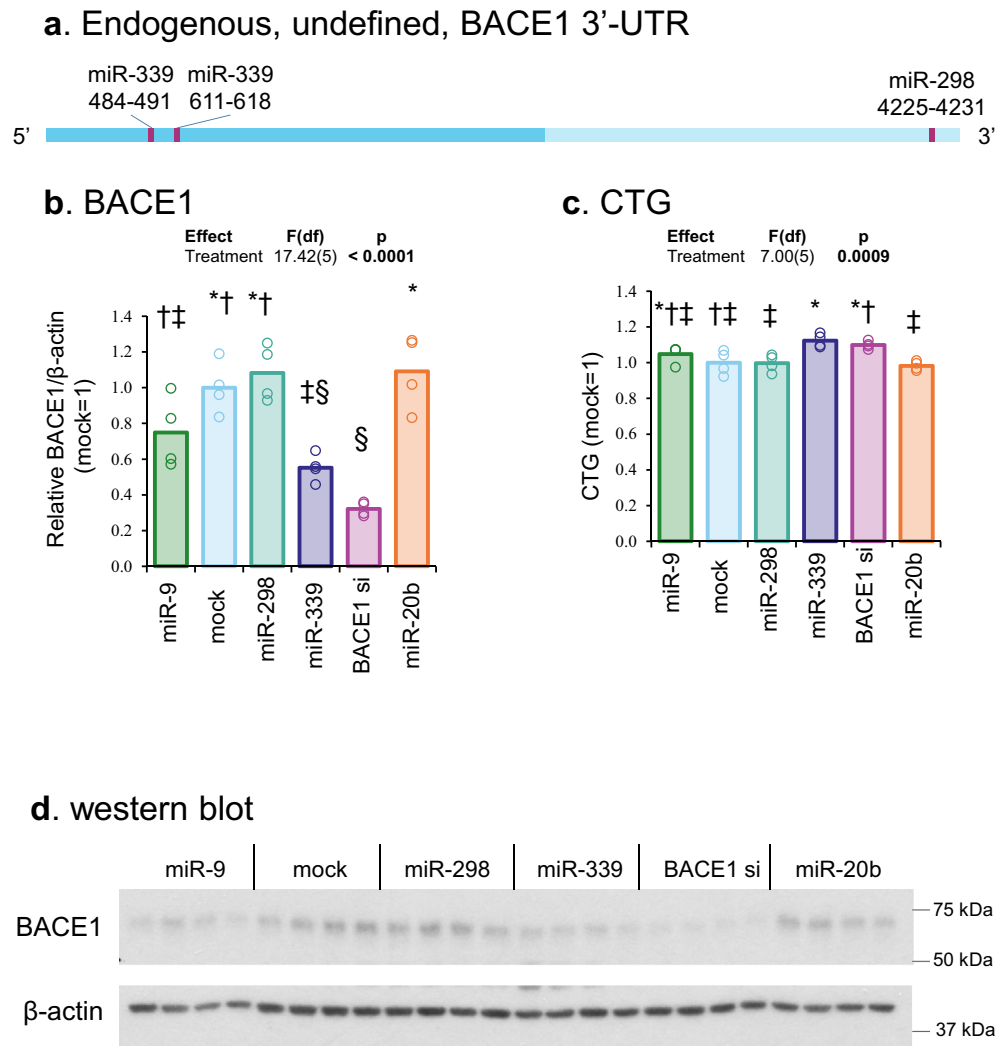 a. Endogenous, undefined, BACE1 3’-UTR
miR-339 miR-339 miR-298
484-491 611-618 4225-4231
5’ 3’
b. BACE1
Effect F(df) p
Treatment 17.42(5) < 0.0001
†‡ *† *† ‡§ § *
Relative BACE1/β-actin
(mock=1)
1.4
1.2
1.0
0.8
0.6
0.4
0.2
0.0
miR-9 mock miR-298 miR-339 BACE1 si miR-20b
c. CTG
Effect F(df) p
Treatment 7.00(5) 0.0009
*†‡ †‡ ‡ * *† ‡
CTG (mock=1)
1.4
1.2
1.0
0.8
0.6
0.4
0.2
0.0
miR-9 mock miR-298 miR-339 BACE1 si miR-20b
d. western blot
miR-9 mock miR-298 miR-339 BACE1 si miR-20b
BACE1
75 kDa
50 kDa
β-actin
37 kDa